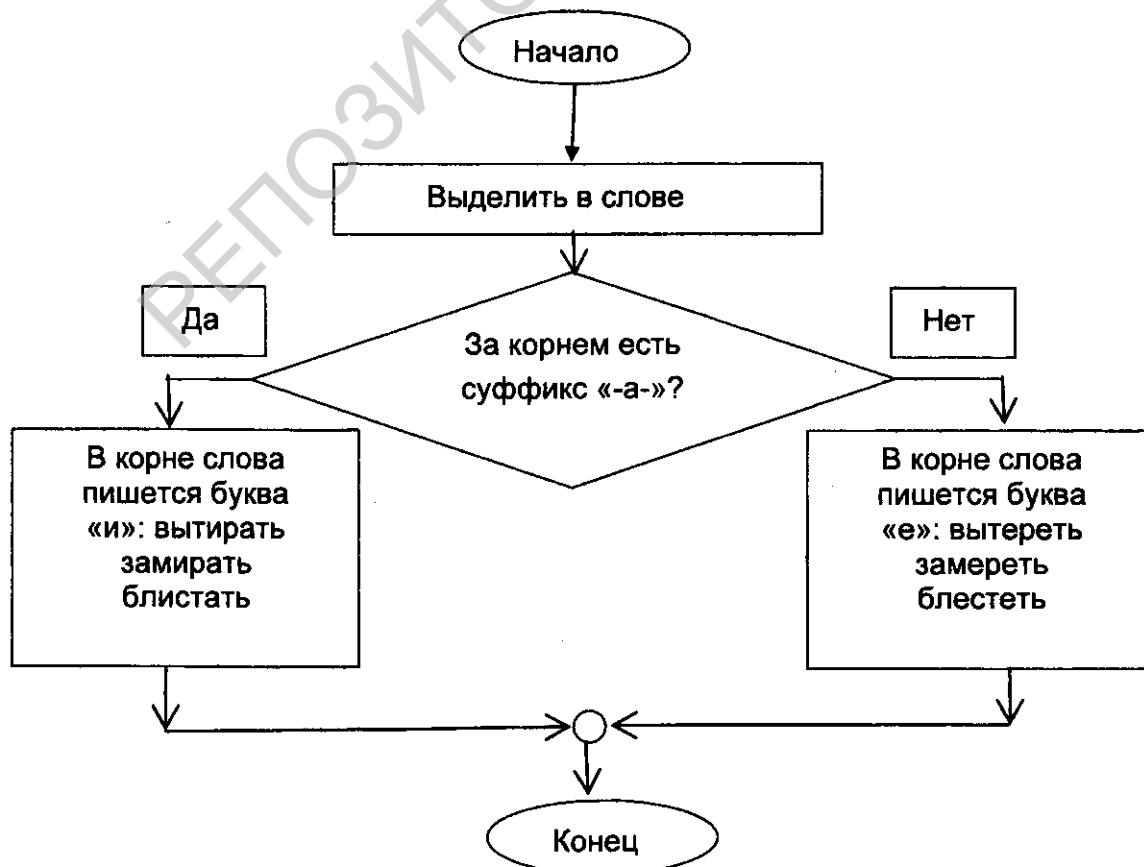 Начало
РЕПОЗИТО
Выделить в слове
Да
Нет
За корнем есть
суффикс «-а-»?
В корне слова
пишется буква
«и»: вытирать
замирать
блистать
В корне слова
пишется буква
«е»: вытереть
замереть
блестеть
Конец